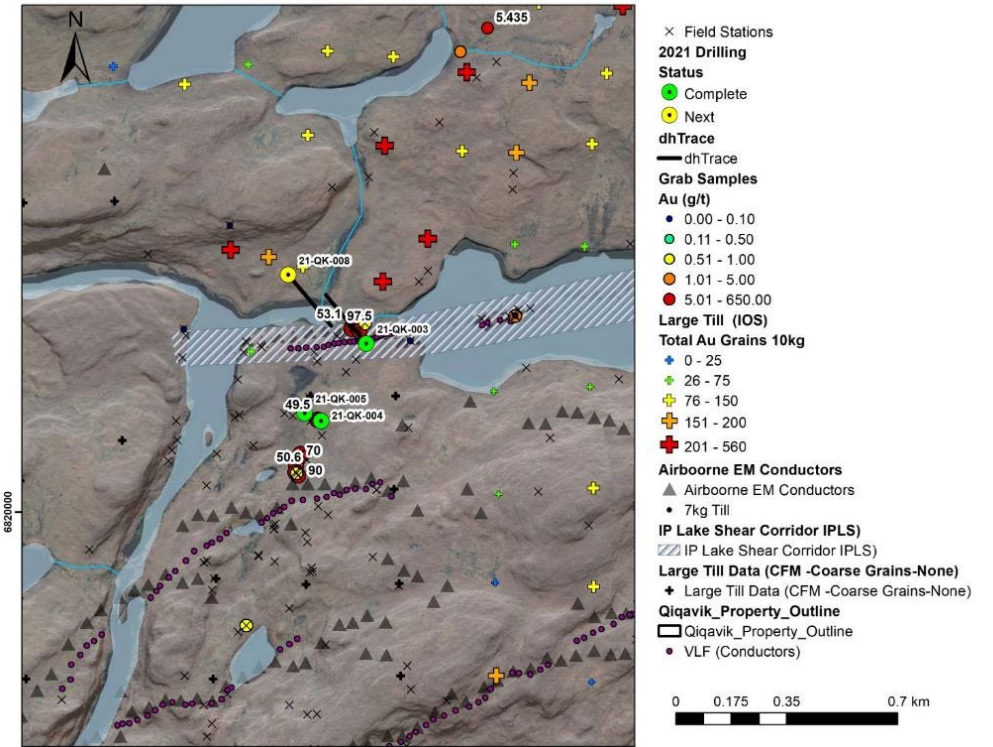 N
5.435
21-QK-008
53.1
97.5
21-QK-003
21-QK-005
49.5
21-QK-004
70
50.6
90
6820000
Field Stations
2021 Drilling
Status
Complete
Next
dhTrace
dhTrace
Grab Samples
Au (g/t)
0.00 - 0.10
0.11 - 0.50
0.51 - 1.00
1.01 - 5.00
5.01 - 650.00
Large Till (IOS)
Total Au Grains 10kg
0 - 25
26 - 75
76 - 150
151 - 200
201 - 560
Airboorne EM Conductors
Airboorne EM Conductors
7kg Till
IP Lake Shear Corridor IPLS)
IP Lake Shear Corridor IPLS)
Large Till Data (CFM -Coarse Grains-None)
Large Till Data (CFM -Coarse Grains-None)
Qiqavik_Property_Outline
Qiqavik_Property_Outline
VLF (Conductors)
0 0.175 0.35 0.7 km